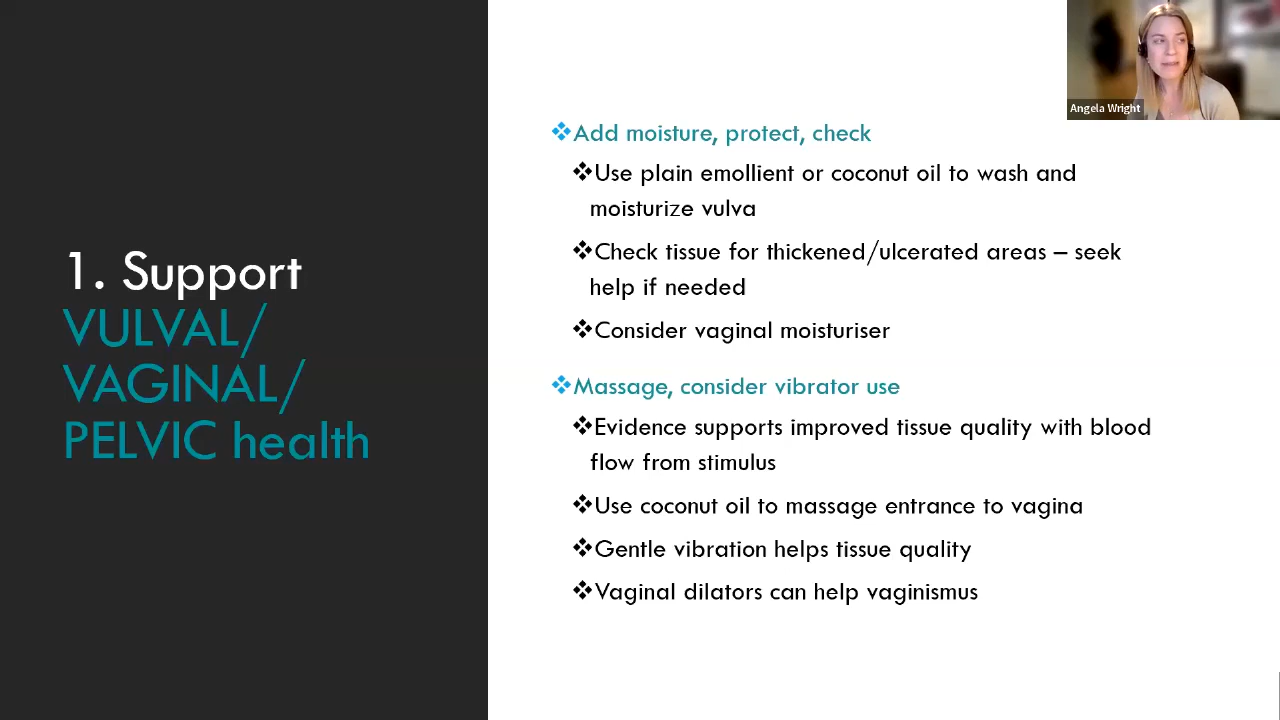 1. Support
VULVAL/
VAGINAL/
PELVIC health
❖Add moisture, protect, check
❖Use plain emollient or coconut oil to wash and
moisturize vulva
❖Check tissue for thickened/ulcerated areas – seek
help if needed
❖Consider vaginal moisturiser
❖Massage, consider vibrator use
❖Evidence supports improved tissue quality with blood
flow from stimulus
❖Use coconut oil to massage entrance to vagina
❖Gentle vibration helps tissue quality
❖Vaginal dilators can help vaginismus
Angela Wright